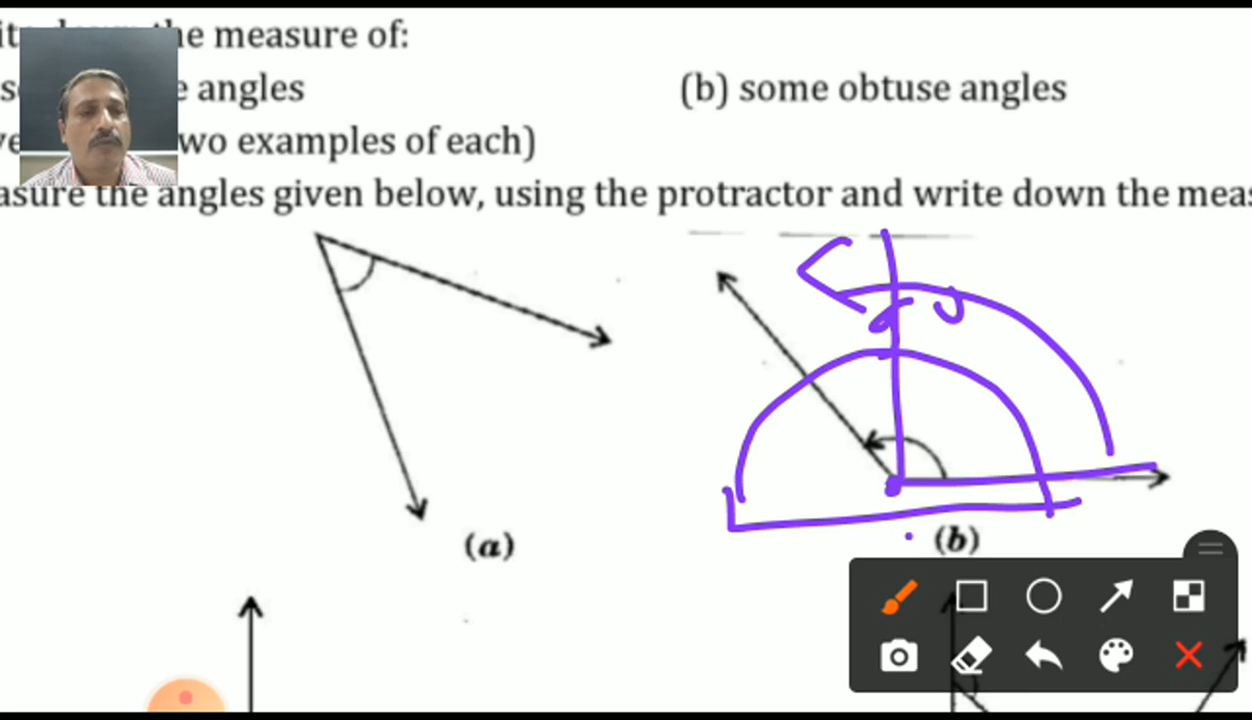 the measure of:
angles
(b) some obtuse angles
wo examples of each)
asure the angles given below, using the protractor and write down the meas
(a)
(b)